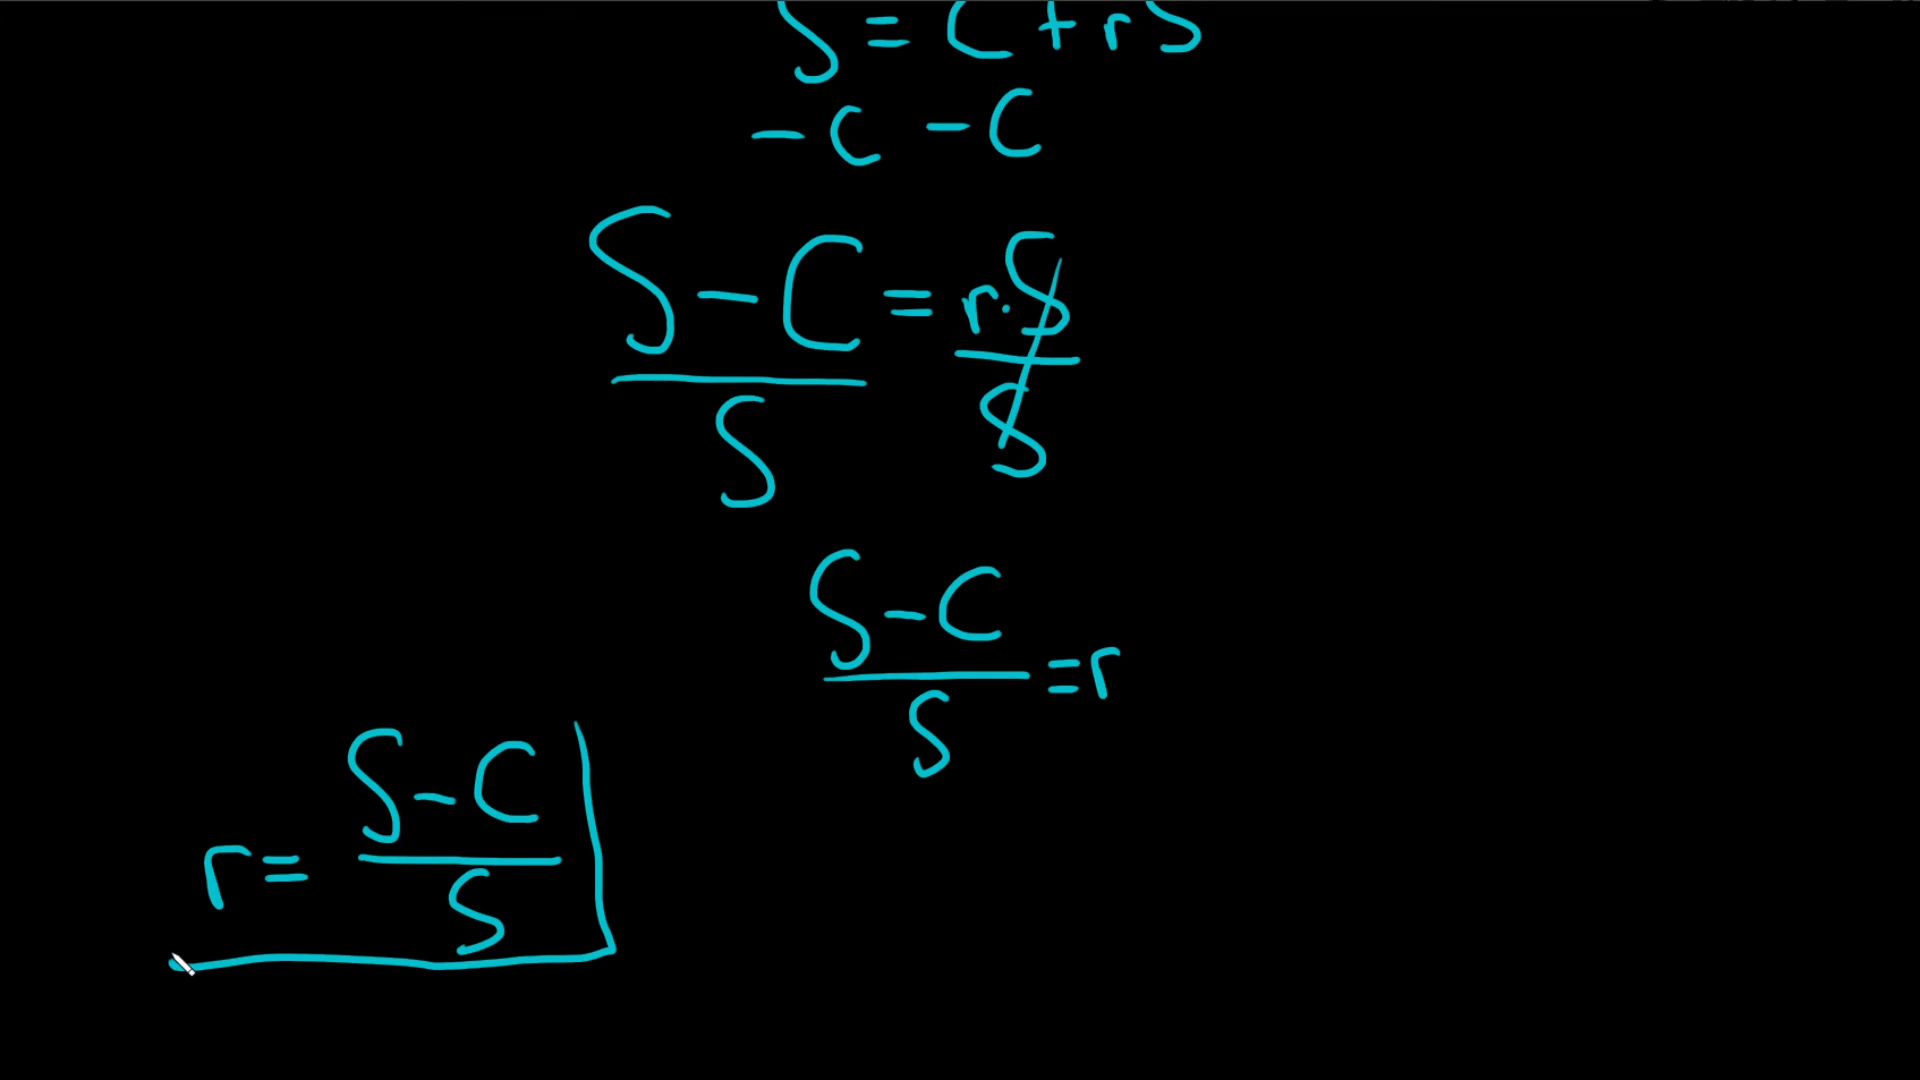 S = C + rS
- C - C
S - C = r · S
S S
S - C
= r
S
S - C
r =
S